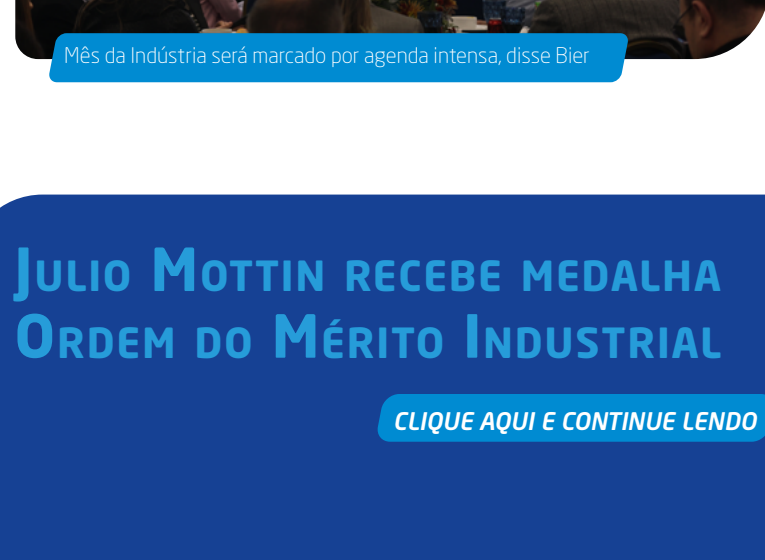 Mês da Indústria será marcado por agenda intensa, disse Bier
Julio Mottin recebe medalha
Ordem do Mérito Industrial
CLIQUE AQUI E CONTINUE LENDO